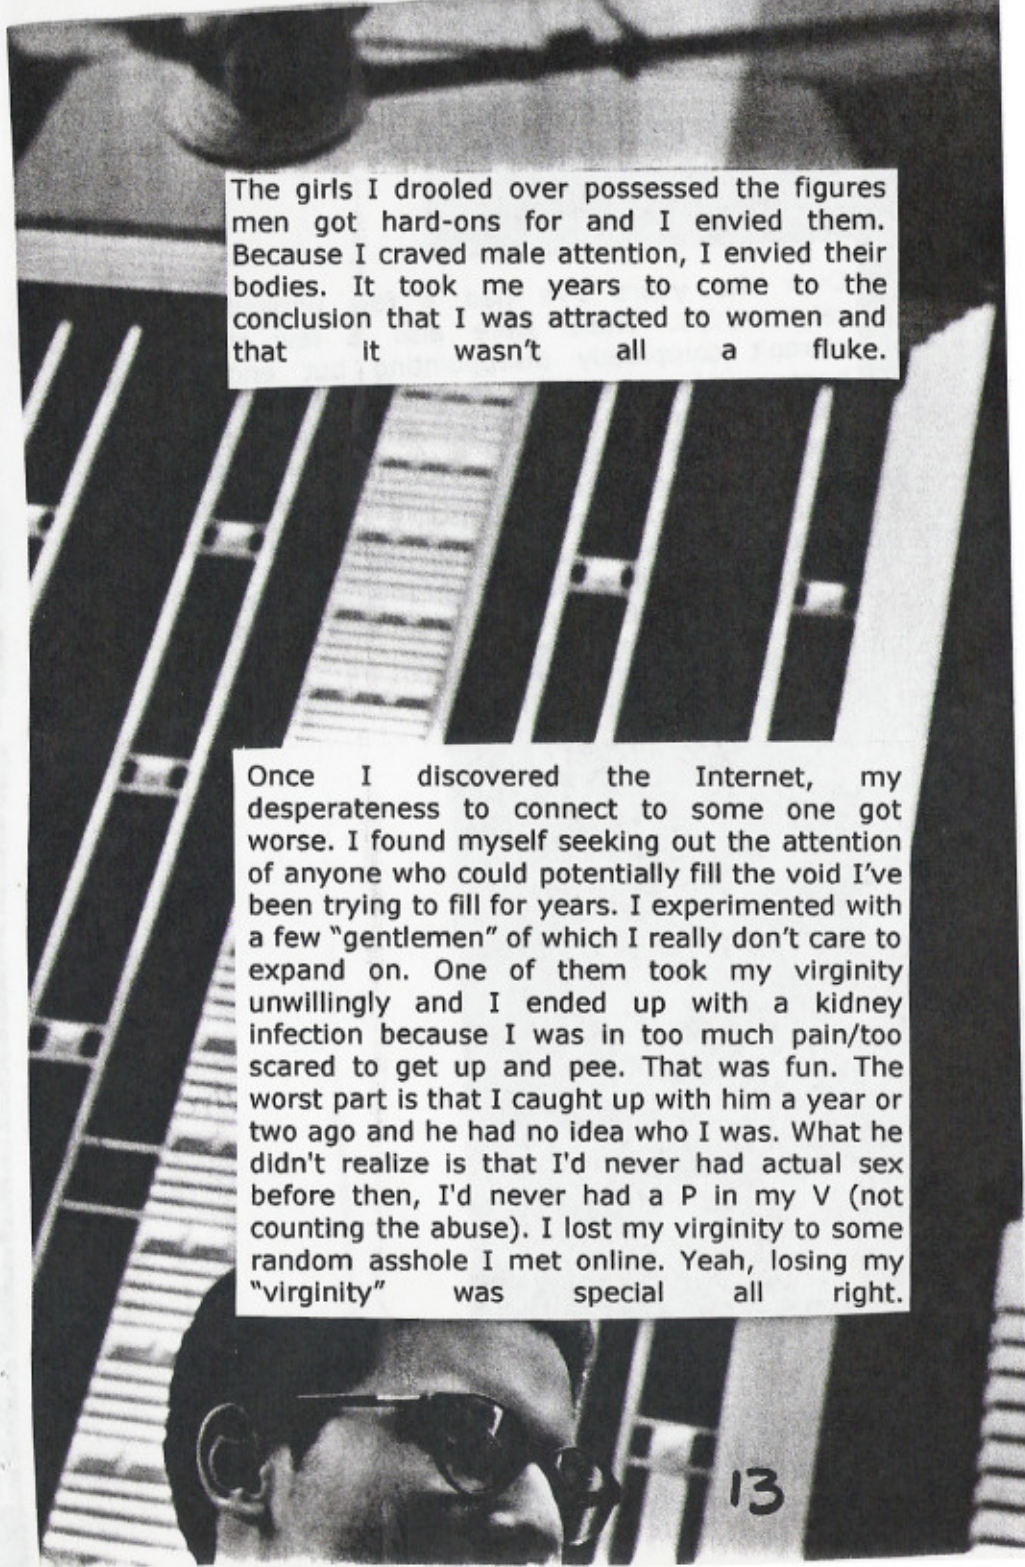 The girls I drooled over possessed the figures
men got hard-ons for and I envied them.
Because I craved male attention, I envied their
bodies. It took me years to come to the
conclusion that I was attracted to women and
that it wasn't all a fluke.
Once I discovered the Internet, my
desperateness to connect to some one got
worse. I found myself seeking out the attention
of anyone who could potentially fill the void I've
been trying to fill for years. I experimented with
a few "gentlemen" of which I really don't care to
expand on. One of them took my virginity
unwillingly and I ended up with a kidney
infection because I was in too much pain/too
scared to get up and pee. That was fun. The
worst part is that I caught up with him a year or
two ago and he had no idea who I was. What he
didn't realize is that I'd never had actual sex
before then, I'd never had a P in my V (not
counting the abuse). I lost my virginity to some
random asshole I met online. Yeah, losing my
"virginity" was special all right.
13